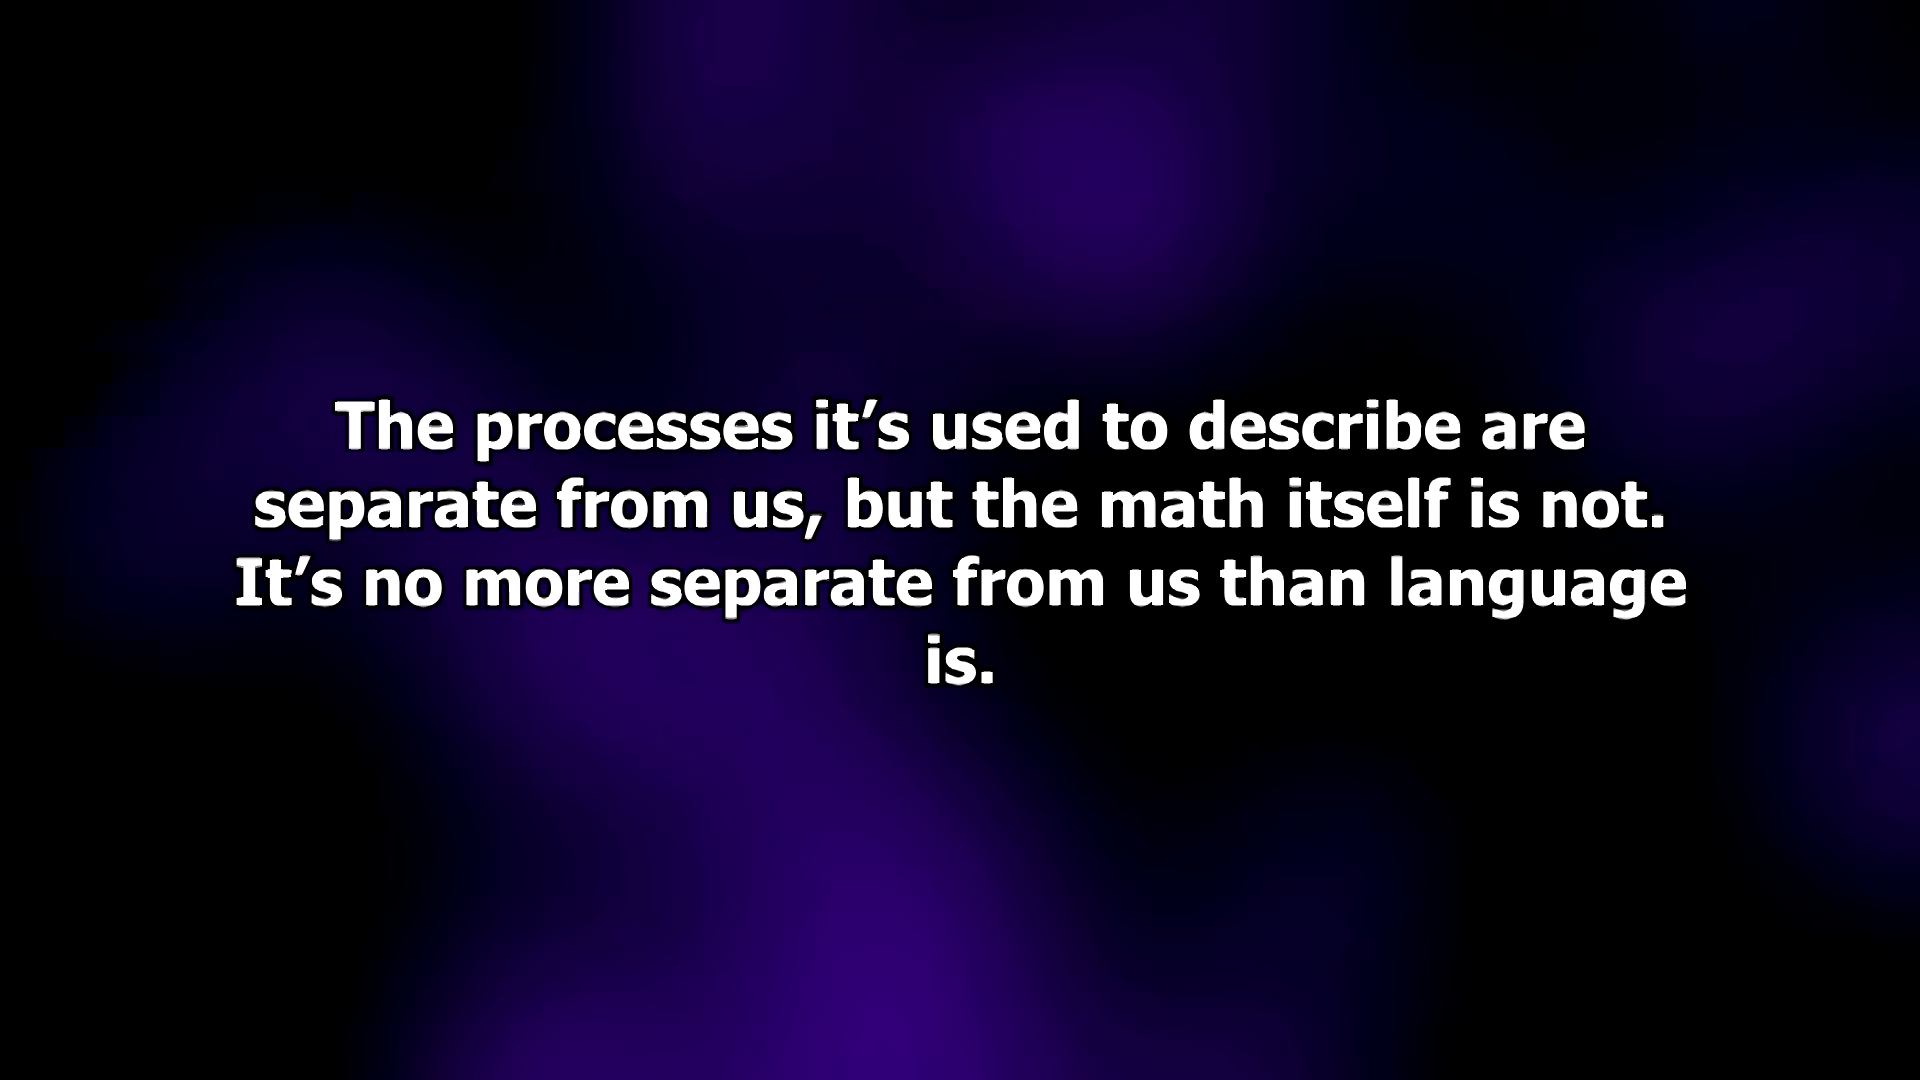 The processes it’s used to describe are
separate from us, but the math itself is not.
It’s no more separate from us than language
is.